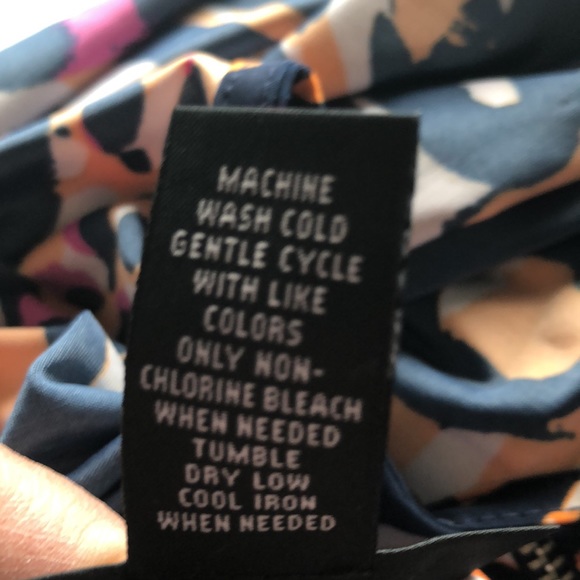 MACHINE
WASH COLD
GENTLE CYCLE
WITH LIKE
COLORS
ONLY NON-
CHLORINE BLEACH
WHEN NEEDED
TUMBLE
DRY LOW
COOL IRON
WHEN NEEDED